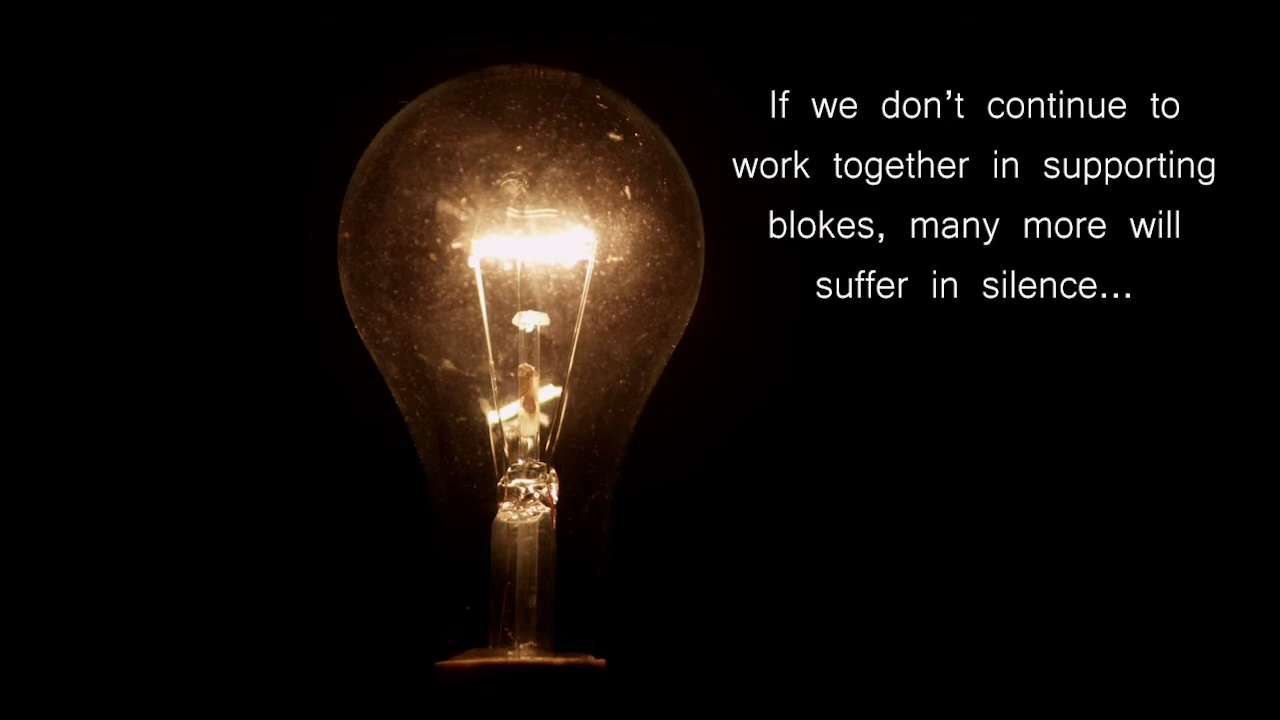 If we don’t continue to
work together in supporting
blokes, many more will
suffer in silence...